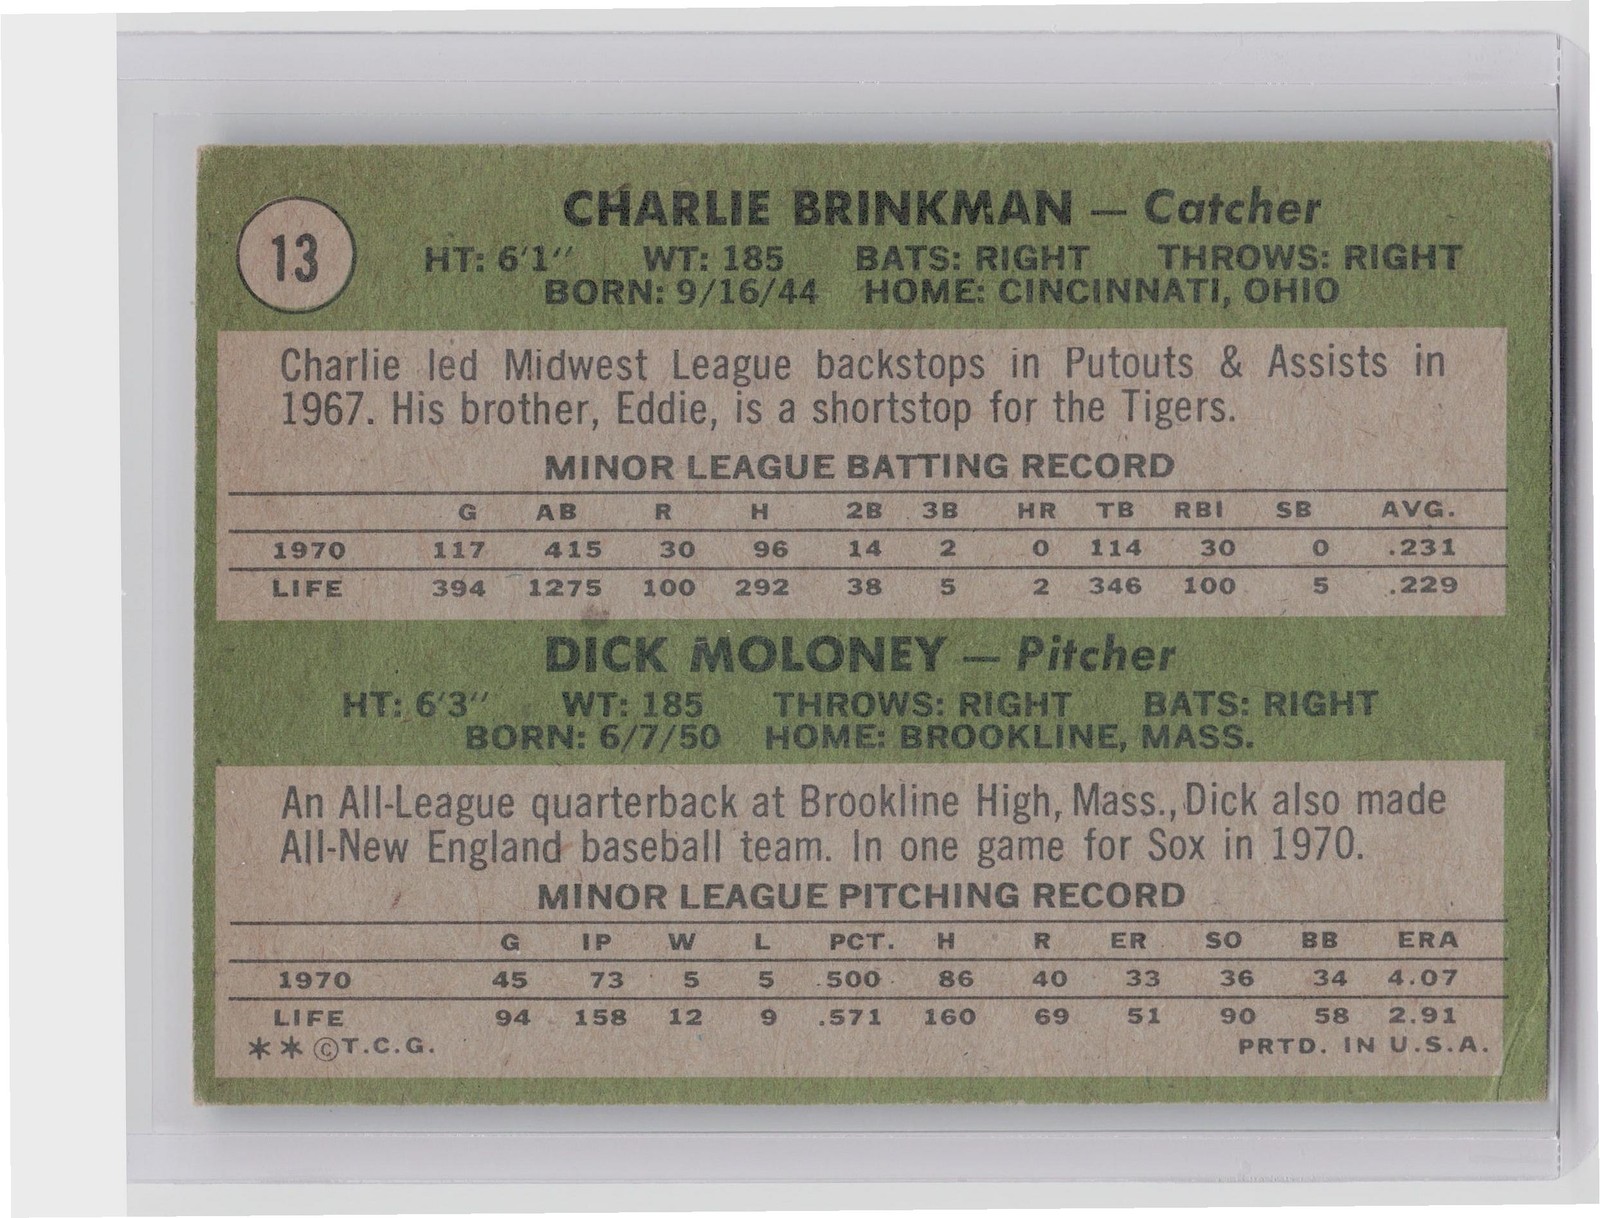 13
CHARLIE BRINKMAN — Catcher
HT: 6'1" WT: 185 BATS: RIGHT THROWS: RIGHT
BORN: 9/16/44 HOME: CINCINNATI, OHIO
Charlie led Midwest League backstops in Putouts & Assists in
1967. His brother, Eddie, is a shortstop for the Tigers.
MINOR LEAGUE BATTING RECORD
G AB R H 2B 3B HR TB RBI SB AVG.
1970 117 415 30 96 14 2 0 114 30 0 .231
LIFE 394 1275 100 292 38 5 2 346 100 5 .229
DICK MOLONEY — Pitcher
HT: 6'3" WT: 185 THROWS: RIGHT BATS: RIGHT
BORN: 6/7/50 HOME: BROOKLINE, MASS.
An All-League quarterback at Brookline High, Mass., Dick also made
All-New England baseball team. In one game for Sox in 1970.
MINOR LEAGUE PITCHING RECORD
G IP W L PCT. H R ER SO BB ERA
1970 45 73 5 5 .500 86 40 33 36 34 4.07
LIFE 94 158 12 9 .571 160 69 51 90 58 2.91
✶✶ ©T.C.G. PRTD. IN U.S.A.